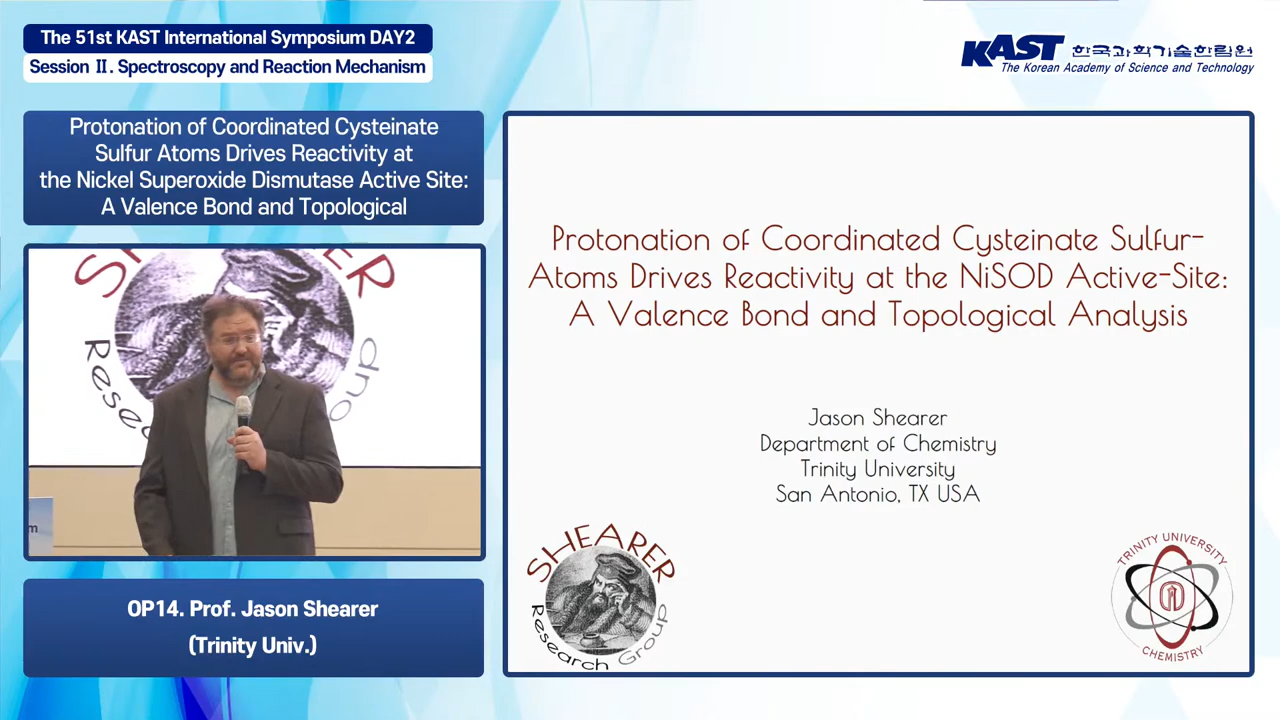 The 51st KAST International Symposium DAY2
Session Ⅱ. Spectroscopy and Reaction Mechanism
KAST 한국과학기술한림원
The Korean Academy of Science and Technology
Protonation of Coordinated Cysteinate
Sulfur Atoms Drives Reactivity at
the Nickel Superoxide Dismutase Active Site:
A Valence Bond and Topological
OP14. Prof. Jason Shearer
(Trinity Univ.)
Protonation of Coordinated Cysteinate Sulfur-
Atoms Drives Reactivity at the NiSOD Active-Site:
A Valence Bond and Topological Analysis
Jason Shearer
Department of Chemistry
Trinity University
San Antonio, TX USA
SHEARER
Research Group
TRINITY UNIVERSITY
CHEMISTRY